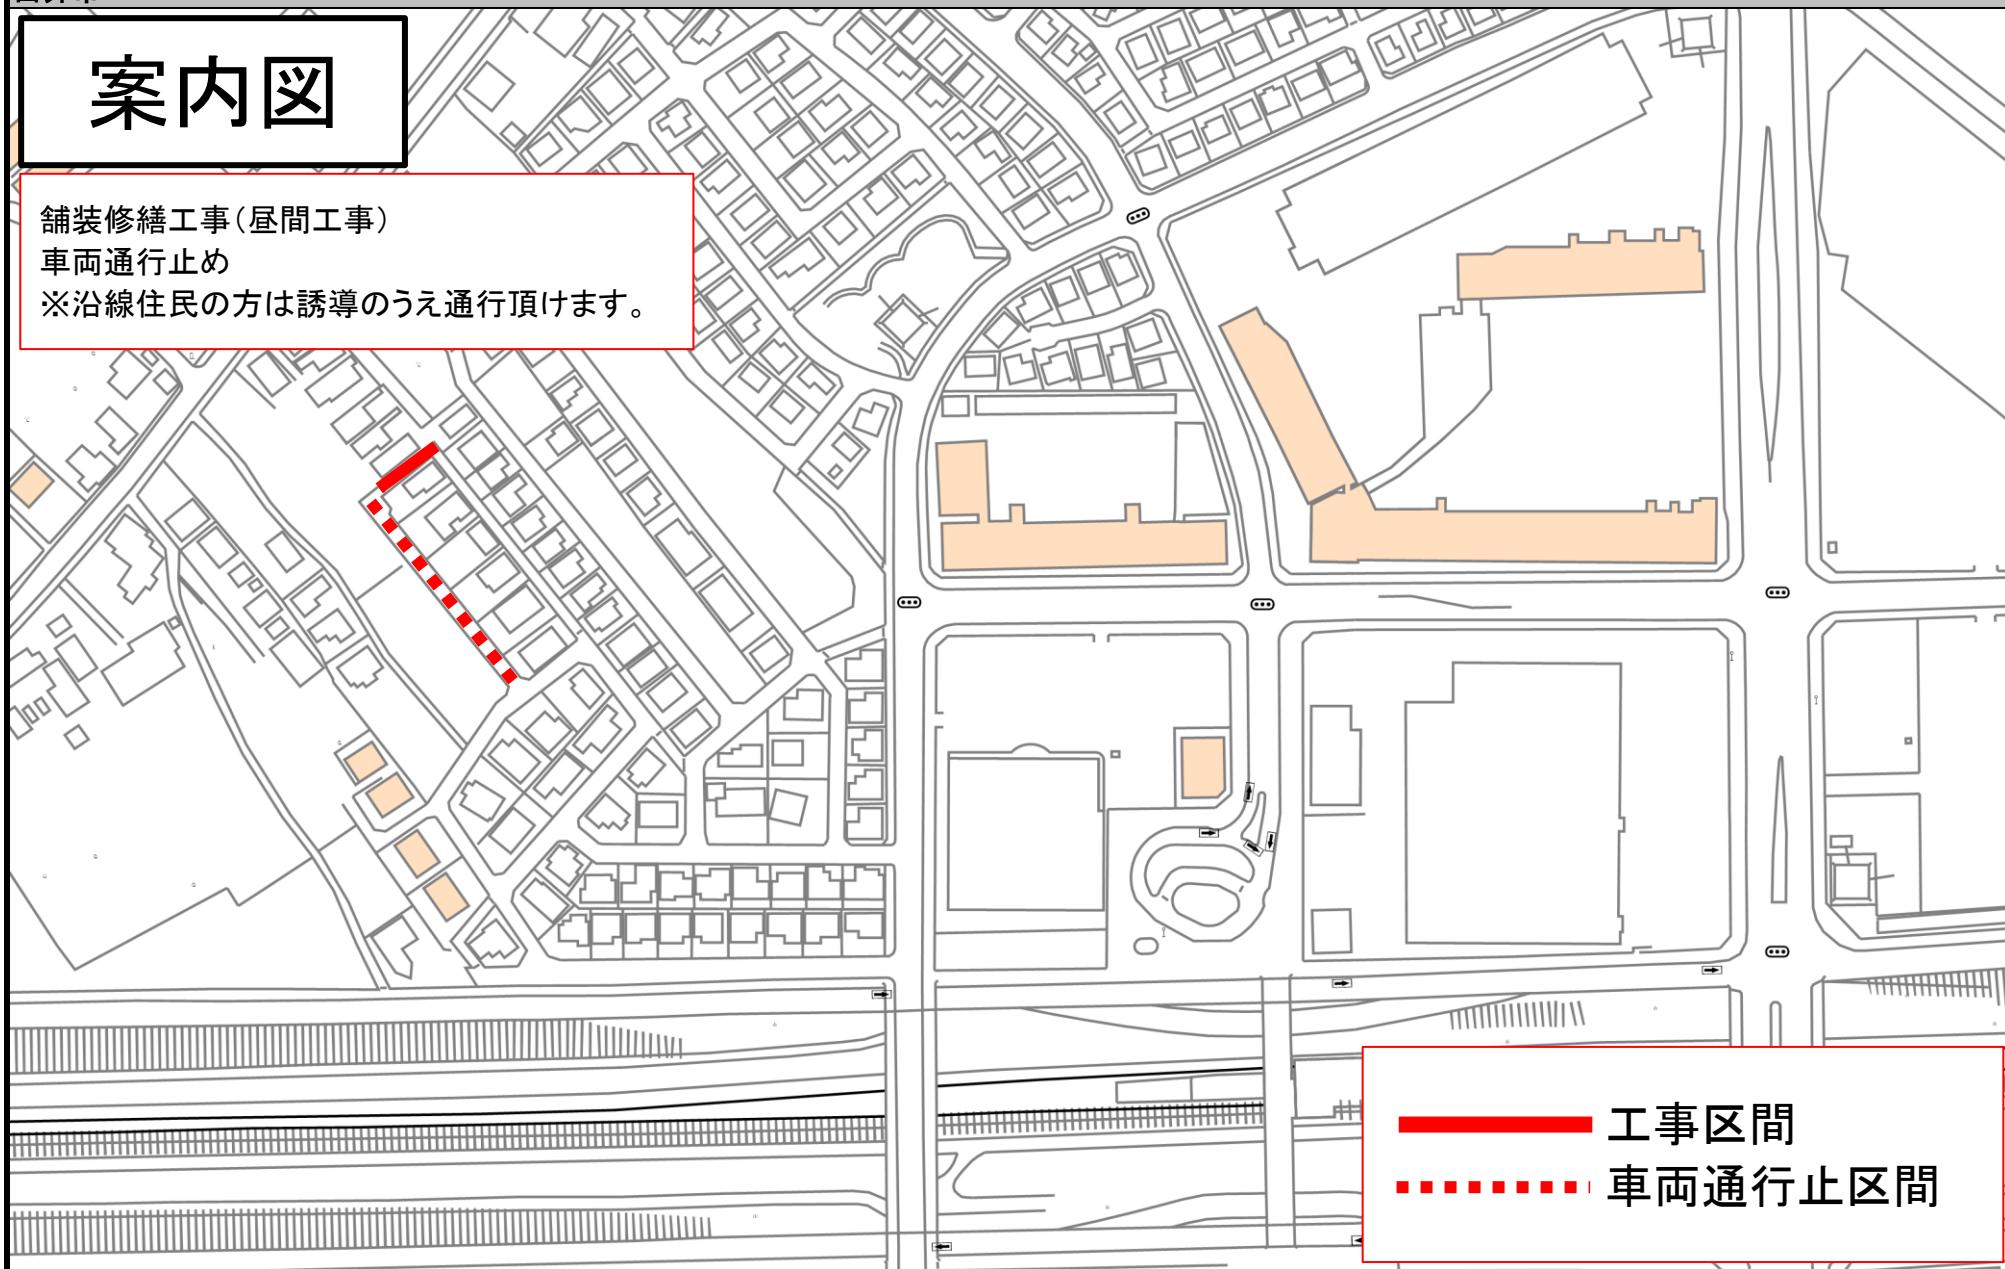 案内図
舗装修繕工事（昼間工事）
車両通行止め
※沿線住民の方は誘導のうえ通行頂けます。
工事区間
車両通行止区間